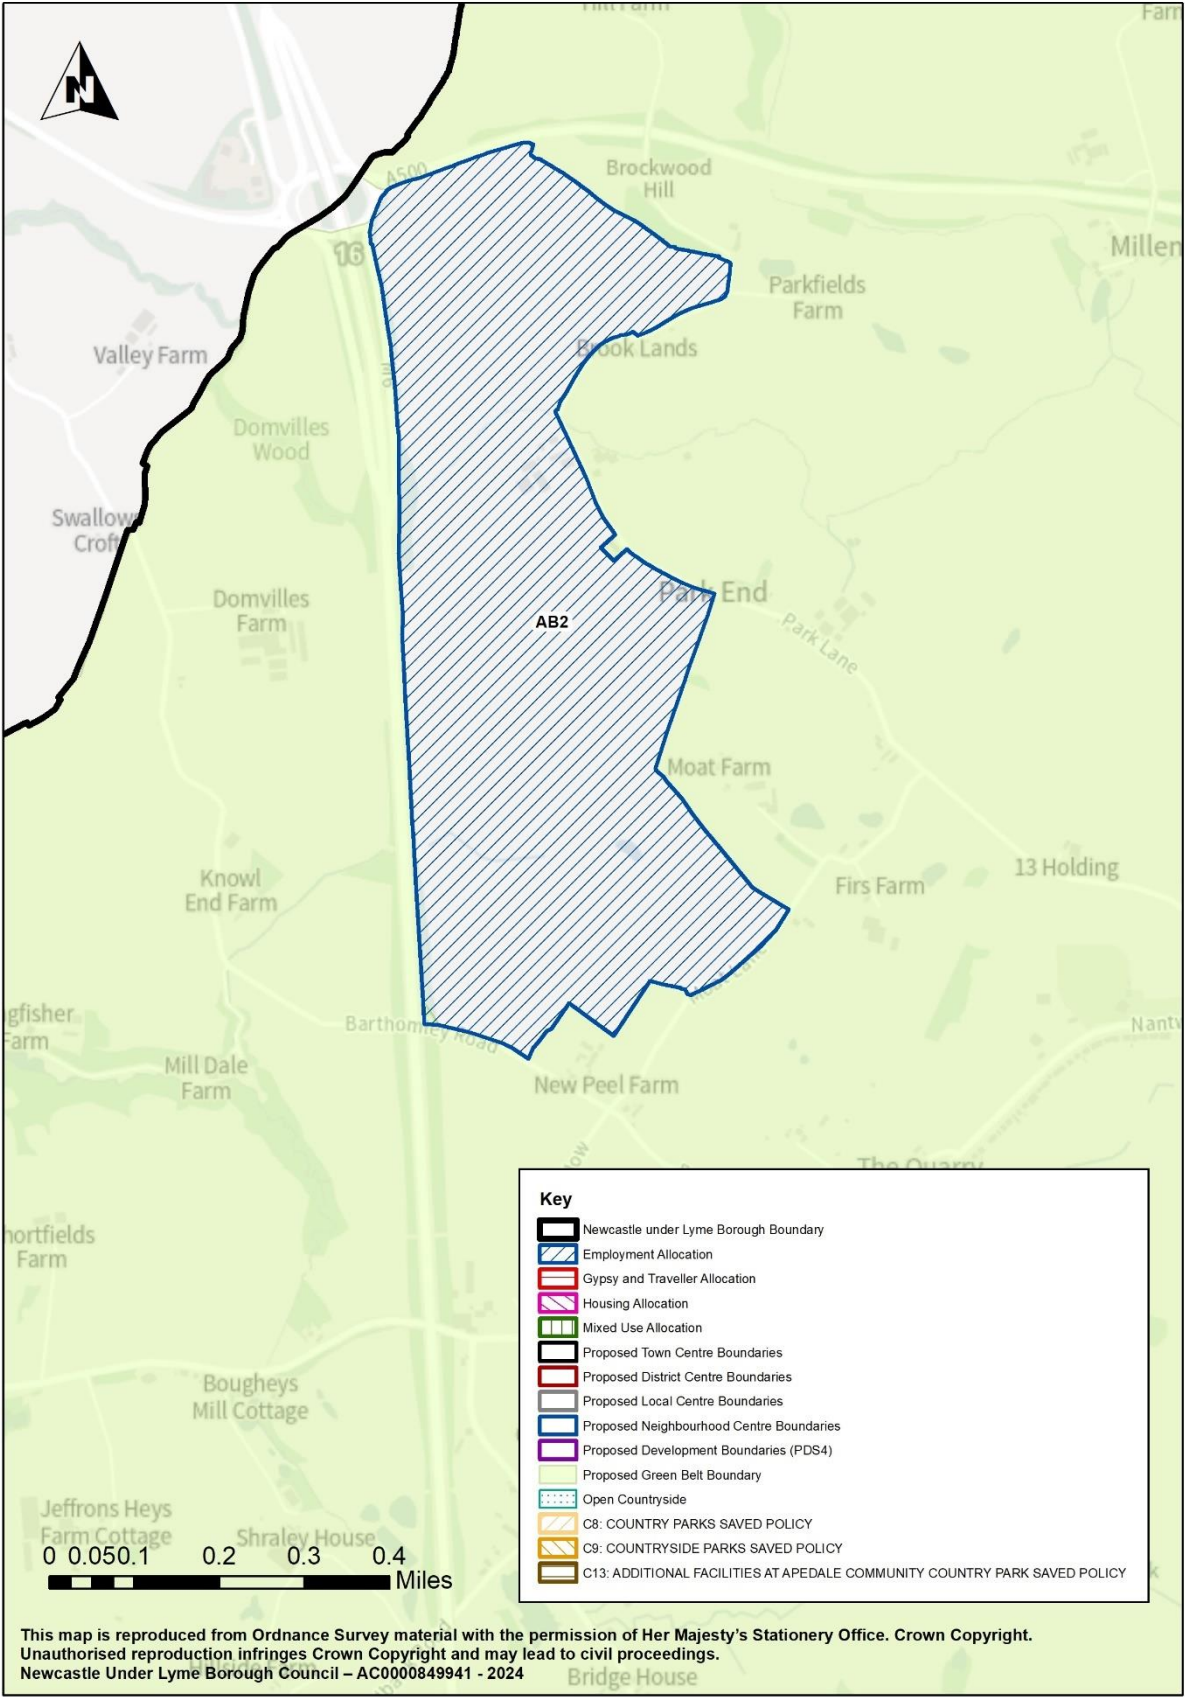 Hill Farm
N
A500
Brockwood
Hill
16
Parkfields
Farm
Valley Farm
Brook Lands
M6
Domvilles
Wood
Swallows
Croft
Domvilles
Farm
Park End
AB2
Park Lane
Moat Farm
Knowl
End Farm
Firs Farm
13 Holding
Moat Lane
Barthomley Road
Farm
Mill Dale
Farm
New Peel Farm
The Quarry
Farm
Bougheys
Mill Cottage
Jeffrons Heys
Farm Cottage
Shraley House
0 0.05 0.1 0.2 0.3 0.4
Miles
Key
Newcastle under Lyme Borough Boundary
Employment Allocation
Gypsy and Traveller Allocation
Housing Allocation
Mixed Use Allocation
Proposed Town Centre Boundaries
Proposed District Centre Boundaries
Proposed Local Centre Boundaries
Proposed Neighbourhood Centre Boundaries
Proposed Development Boundaries (PDS4)
Proposed Green Belt Boundary
Open Countryside
C8: COUNTRY PARKS SAVED POLICY
C9: COUNTRYSIDE PARKS SAVED POLICY
C13: ADDITIONAL FACILITIES AT APEDALE COMMUNITY COUNTRY PARK SAVED POLICY
This map is reproduced from Ordnance Survey material with the permission of Her Majesty's Stationery Office. Crown Copyright.
Unauthorised reproduction infringes Crown Copyright and may lead to civil proceedings.
Newcastle Under Lyme Borough Council – AC0000849941 - 2024
Bridge House